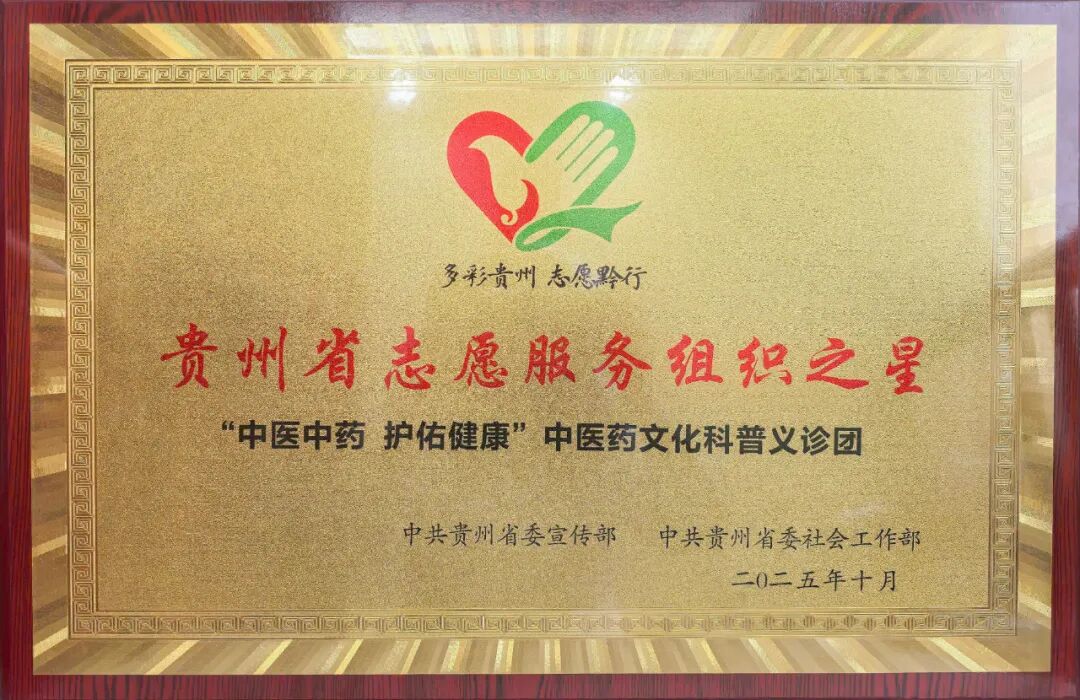 多彩贵州 志愿黔行
贵州省志愿服务组织之星
“中医中药 护佑健康”中医药文化科普义诊团
中共贵州省委宣传部 中共贵州省委社会工作部
二〇二五年十月